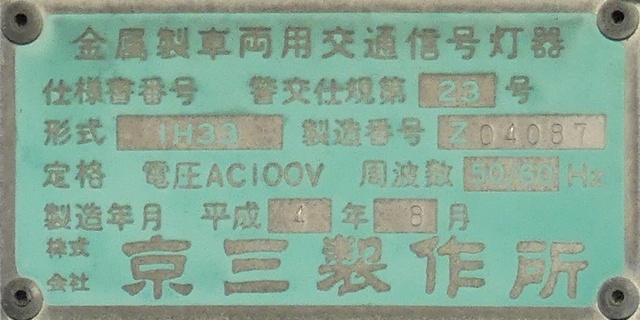 金属製車両用交通信号灯器
仕様書番号 警交仕規第 23 号
形式 1H33 製造番号 Z04087
定格 電圧AC100V 周波数 50/60 Hz
製造年月 平成 4 年 8 月
株式会社 京三製作所